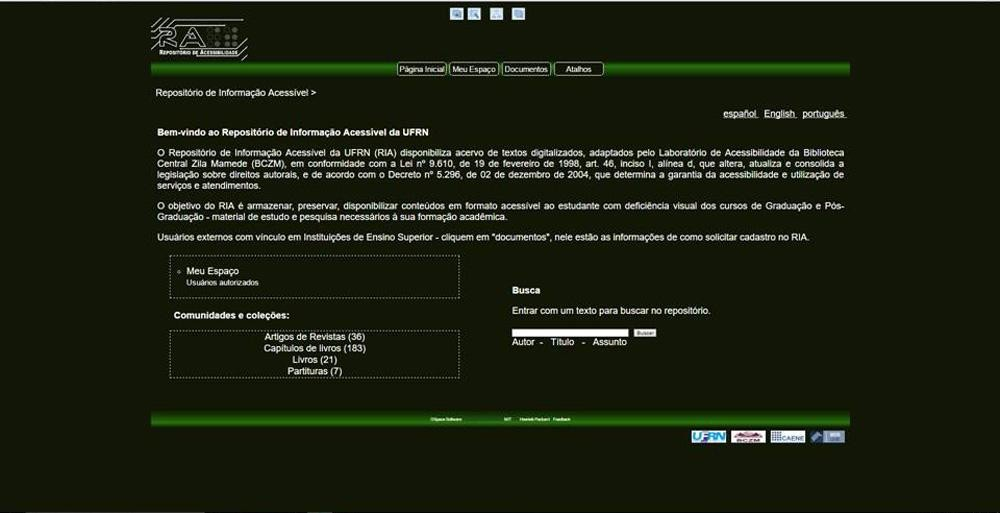 RA
REPOSITÓRIO DE ACESSIBILIDADE
Página Inicial Meu Espaço Documentos Atalhos
Repositório de Informação Acessível >
español English português
Bem-vindo ao Repositório de Informação Acessível da UFRN
O Repositório de Informação Acessível da UFRN (RIA) disponibiliza acervo de textos digitalizados, adaptados pelo Laboratório de Acessibilidade da Biblioteca
Central Zila Mamede (BCZM), em conformidade com a Lei nº 9.610, de 19 de fevereiro de 1998, art. 46, inciso I, alínea d, que altera, atualiza e consolida a
legislação sobre direitos autorais, e de acordo com o Decreto nº 5.296, de 02 de dezembro de 2004, que determina a garantia da acessibilidade e utilização de
serviços e atendimentos.
O objetivo do RIA é armazenar, preservar, disponibilizar conteúdos em formato acessível ao estudante com deficiência visual dos cursos de Graduação e Pós-
Graduação - material de estudo e pesquisa necessários à sua formação acadêmica.
Usuários externos com vínculo em Instituições de Ensino Superior - cliquem em "documentos", nele estão as informações de como solicitar cadastro no RIA.
Meu Espaço
Usuários autorizados
Comunidades e coleções:
Artigos de Revistas (36)
Capítulos de livros (183)
Livros (21)
Partituras (7)
Busca
Entrar com um texto para buscar no repositório.
Buscar
Autor - Título - Assunto
DSpace Software MIT Hewlett-Packard Feedback
UFRN BCZM CAENE